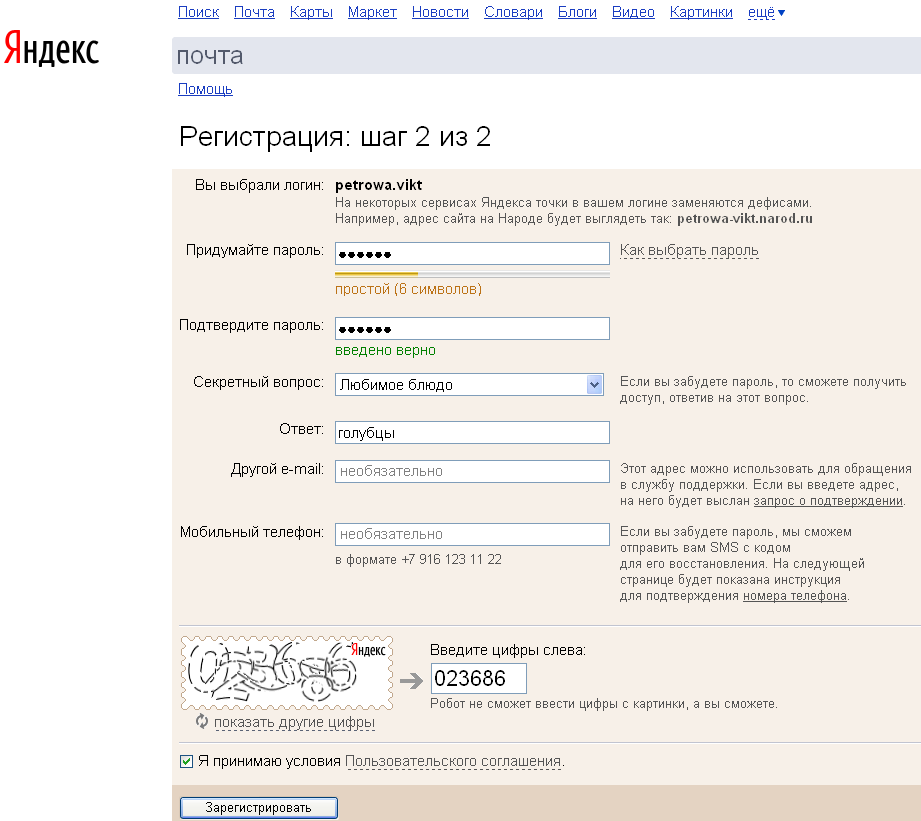 Поиск Почта Карты Маркет Новости Словари Блоги Видео Картинки ещё
Яндекс
почта
Помощь
Регистрация: шаг 2 из 2
Вы выбрали логин: petrowa.vikt
На некоторых сервисах Яндекса точки в вашем логине заменяются дефисами.
Например, адрес сайта на Народе будет выглядеть так: petrowa-vikt.narod.ru
Придумайте пароль: •••••• Как выбрать пароль
простой (6 символов)
Подтвердите пароль: ••••••
введено верно
Секретный вопрос: Любимое блюдо
Если вы забудете пароль, то сможете получить
доступ, ответив на этот вопрос.
Ответ: голубцы
Другой e-mail: необязательно
Этот адрес можно использовать для обращения
в службу поддержки. Если вы введете адрес,
на него будет выслан запрос о подтверждении.
Мобильный телефон: необязательно
в формате +7 916 123 11 22
Если вы забудете пароль, мы сможем
отправить вам SMS с кодом
для его восстановления. На следующей
странице будет показана инструкция
для подтверждения номера телефона.
Яндекс
Введите цифры слева:
023686
Робот не сможет ввести цифры с картинки, а вы сможете.
показать другие цифры
Я принимаю условия Пользовательского соглашения.
Зарегистрировать